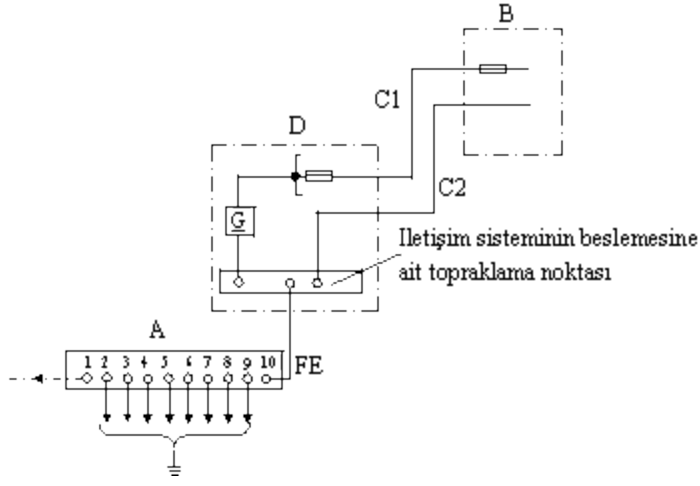 B
C1
D
C2
G
Iletişim sisteminin beslemesine
ait topraklama noktası
A
1 2 3 4 5 6 7 8 9 10
FE